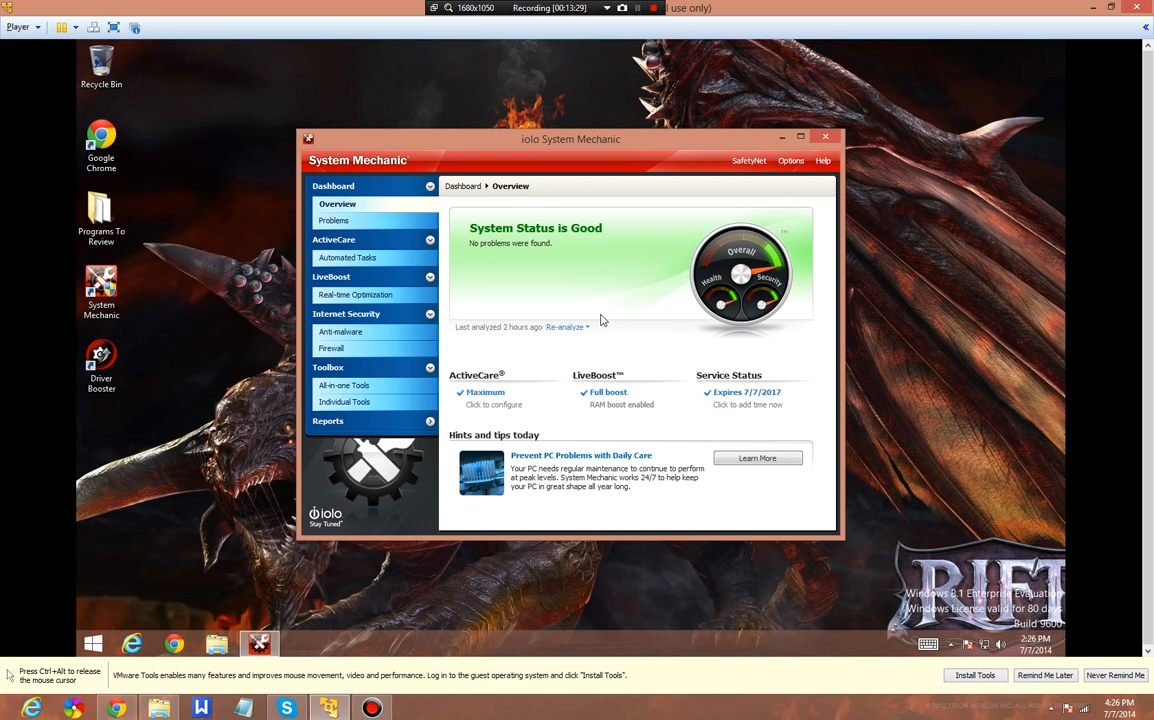 1680x1050
Recording [00:13:29]
l use only)
Player
Recycle Bin
Google
Chrome
Programs To
Review
System
Mechanic
Driver
Booster
iolo System Mechanic
System Mechanic
SafetyNet
Options
Help
Dashboard
Overview
Problems
ActiveCare
Automated Tasks
LiveBoost
Real-time Optimization
Internet Security
Anti-malware
Firewall
Toolbox
All-in-one Tools
Individual Tools
Reports
iolo
Stay Tuned™
Dashboard Overview
System Status is Good
No problems were found.
TM
Overall
Health
Security
Last analyzed 2 hours ago Re-analyze
ActiveCare®
Maximum
Click to configure
LiveBoost™
Full boost
RAM boost enabled
Service Status
Expires 7/7/2017
Click to add time now
Hints and tips today
Prevent PC Problems with Daily Care
Your PC needs regular maintenance to continue to perform
at peak levels. System Mechanic works 24/7 to help keep
your PC in great shape all year long.
Learn More
RIFT
Windows 8.1 Enterprise Evaluation
Windows License valid for 80 days
Build 9600
2:26 PM
7/7/2014
Press Ctrl+Alt to release
the mouse cursor
VMware Tools enables many features and improves mouse movement, video and performance. Log in to the guest operating system and click "Install Tools".
Install Tools
Remind Me Later
Never Remind Me
4:26 PM
7/7/2014